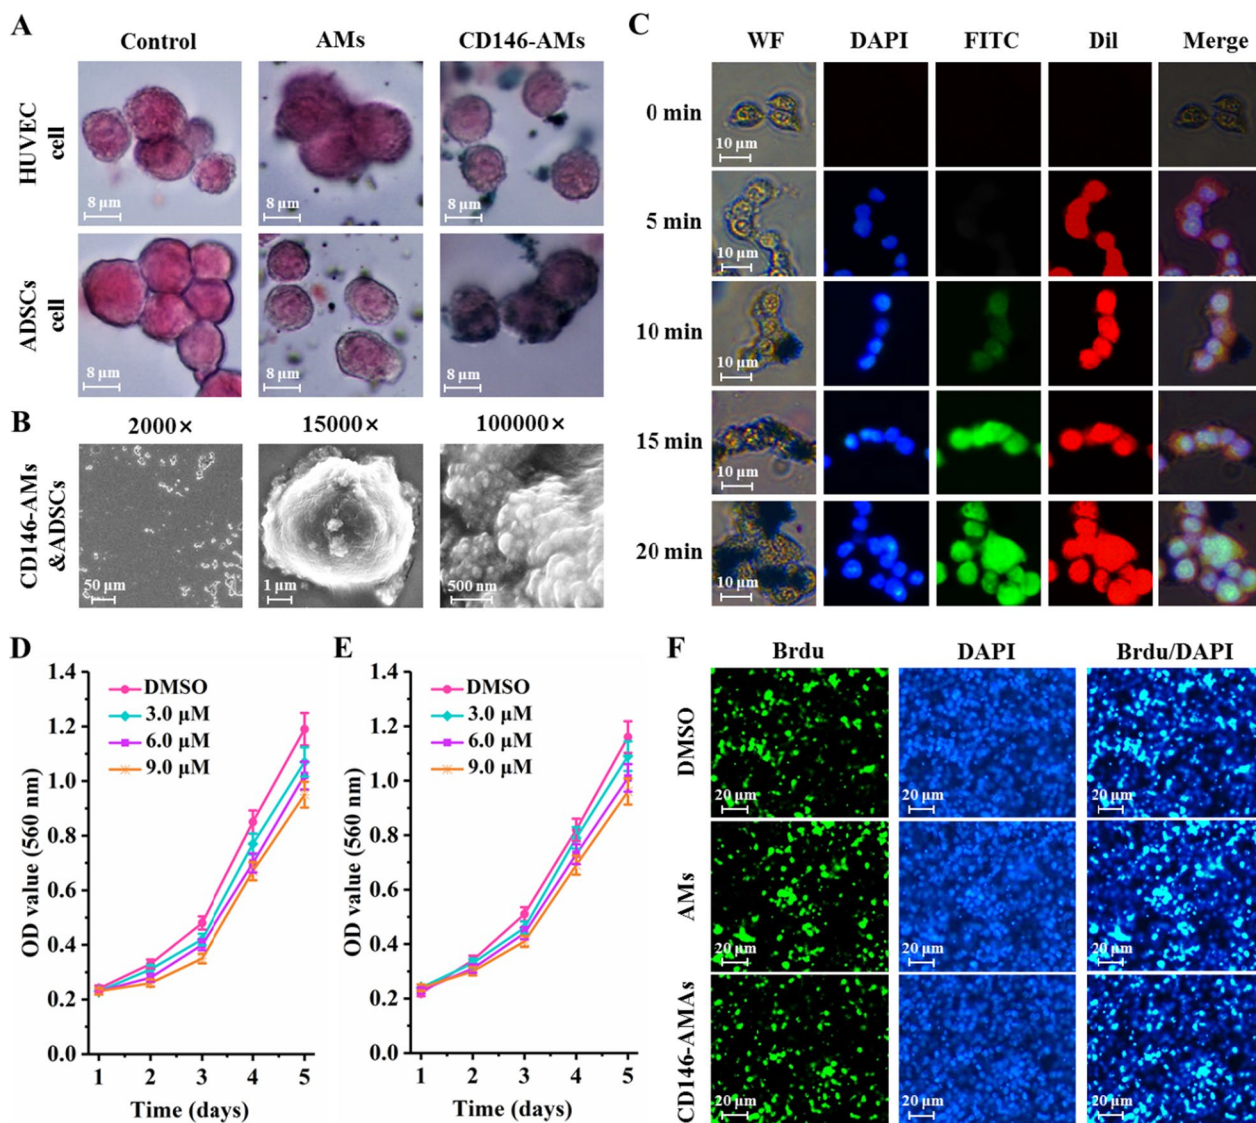 A
Control
AMs
CD146-AMs
HUVEC
cell
8 μm
8 μm
8 μm
ADSCs
cell
8 μm
8 μm
8 μm
B
2000×
15000×
100000×
CD146-AMs
&ADSCs
50 μm
1 μm
500 nm
C
WF
DAPI
FITC
Dil
Merge
0 min
10 μm
5 min
10 μm
10 min
10 μm
15 min
10 μm
20 min
10 μm
D
OD value (560 nm)
1.4
1.2
1.0
0.8
0.6
0.4
0.2
0.0
DMSO
3.0 μM
6.0 μM
9.0 μM
1 2 3 4 5
Time (days)
E
OD value (560 nm)
1.4
1.2
1.0
0.8
0.6
0.4
0.2
0.0
DMSO
3.0 μM
6.0 μM
9.0 μM
1 2 3 4 5
Time (days)
F
Brdu
DAPI
Brdu/DAPI
DMSO
20 μm
20 μm
20 μm
AMs
20 μm
20 μm
20 μm
CD146-AMAs
20 μm
20 μm
20 μm